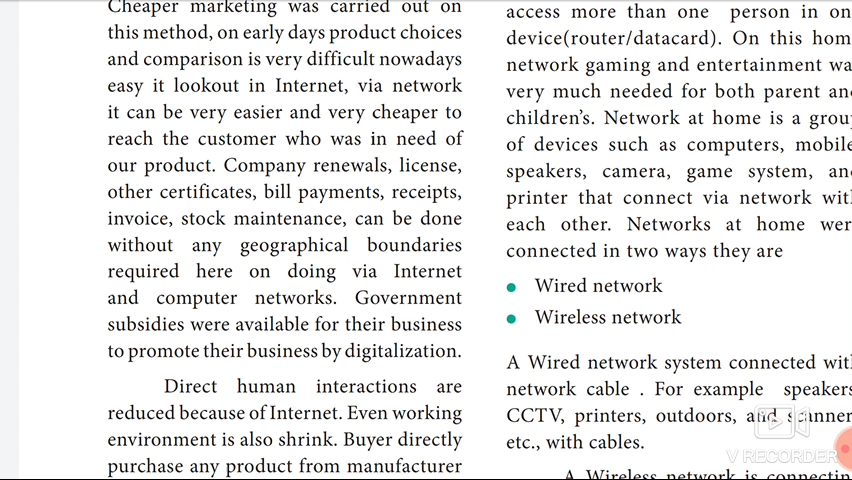 Cheaper marketing was carried out on
this method, on early days product choices
and comparison is very difficult nowadays
easy it lookout in Internet, via network
it can be very easier and very cheaper to
reach the customer who was in need of
our product. Company renewals, license,
other certificates, bill payments, receipts,
invoice, stock maintenance, can be done
without any geographical boundaries
required here on doing via Internet
and computer networks. Government
subsidies were available for their business
to promote their business by digitalization.
Direct human interactions are
reduced because of Internet. Even working
environment is also shrink. Buyer directly
purchase any product from manufacturer
access more than one person in on
device(router/datacard). On this hom
network gaming and entertainment wa
very much needed for both parent and
children's. Network at home is a grou
of devices such as computers, mobile
speakers, camera, game system, an
printer that connect via network wit
each other. Networks at home wer
connected in two ways they are
• Wired network
• Wireless network
A Wired network system connected wit
network cable . For example speakers
CCTV, printers, outdoors, and scanner
etc., with cables.
A Wireless network is connectin
V RECORDER